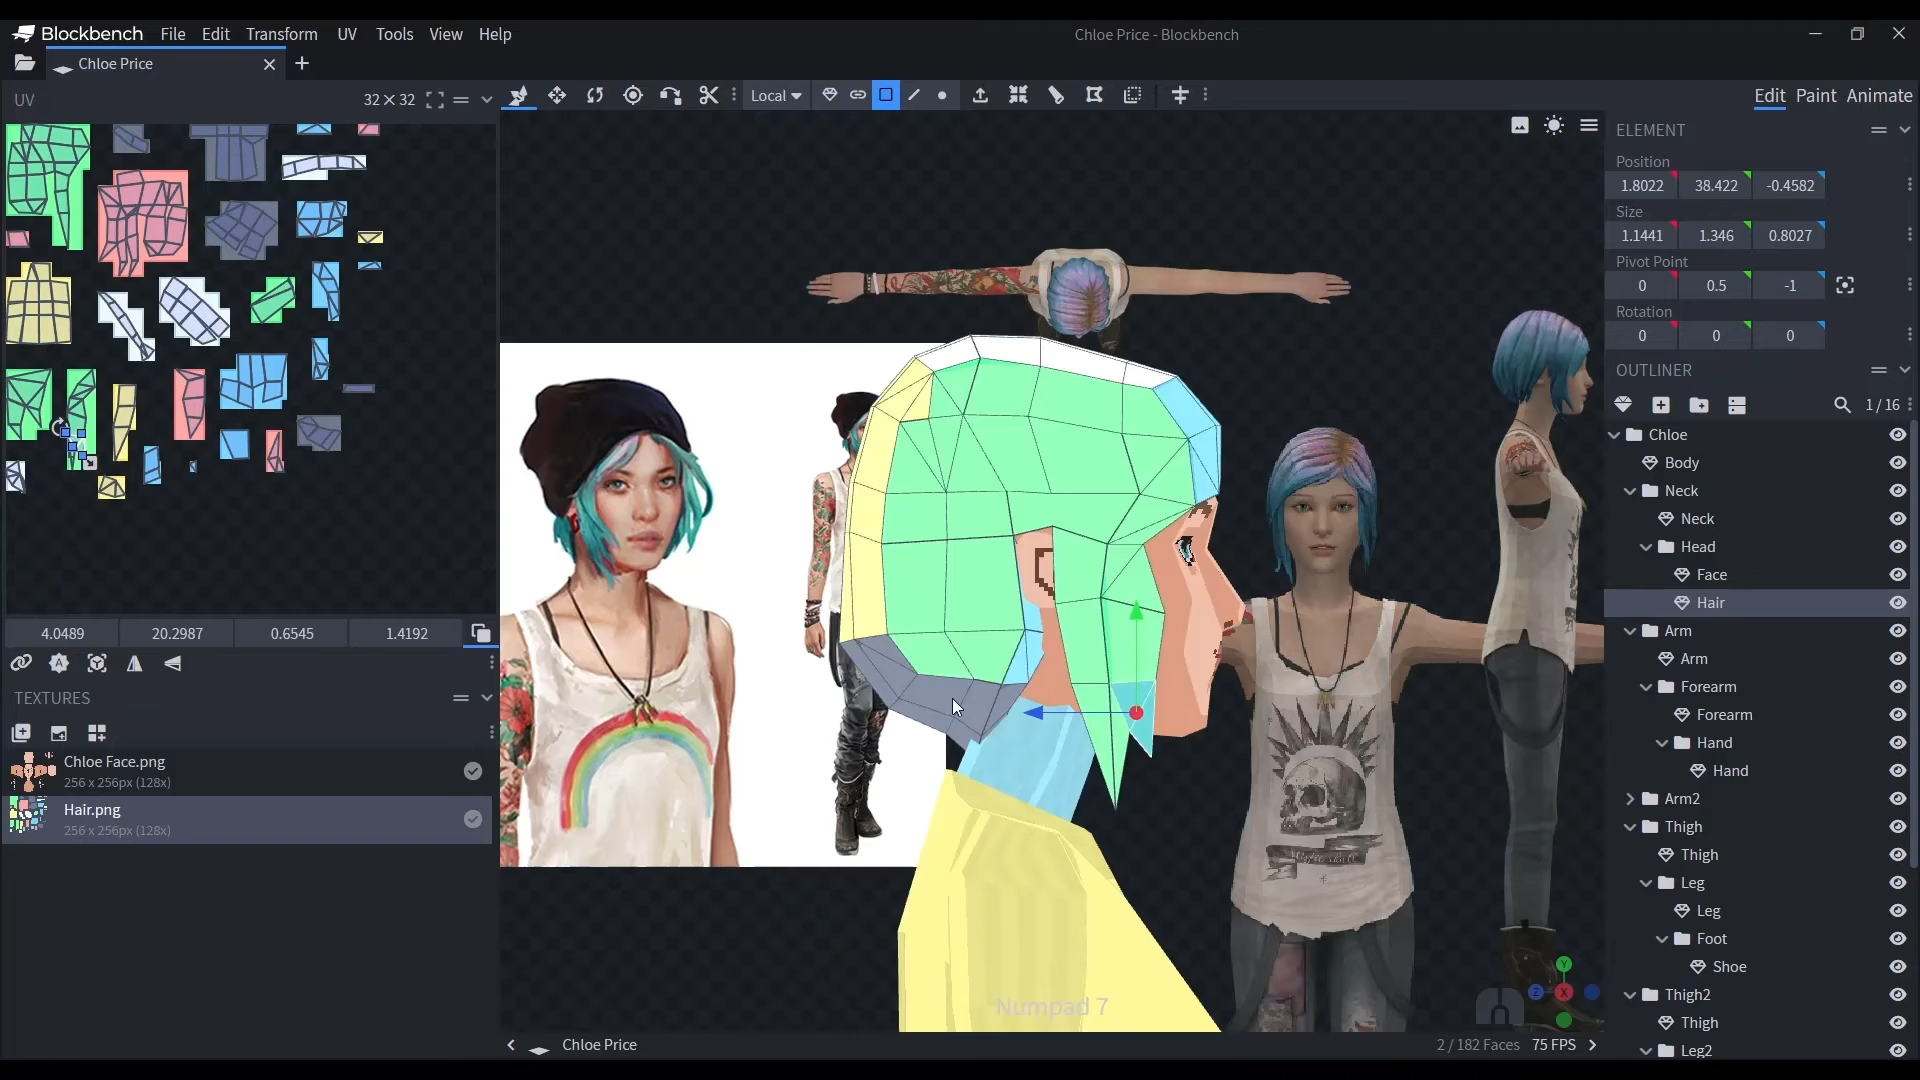 Blockbench File Edit Transform UV Tools View Help
Chloe Price - Blockbench
Chloe Price
UV 32 × 32
Local
Edit Paint Animate
ELEMENT
Position
1.8022 38.422 -0.4582
Size
1.1441 1.346 0.8027
Pivot Point
0 0.5 -1
Rotation
0 0 0
OUTLINER
1 / 16
Chloe
Body
Neck
Neck
Head
Face
Hair
Arm
Arm
Forearm
Forearm
Hand
Hand
Arm2
Thigh
Thigh
Leg
Leg
Foot
Shoe
Thigh2
Thigh
Leg2
4.0489 20.2987 0.6545 1.4192
TEXTURES
Chloe Face.png
256 x 256px (128x)
Hair.png
256 x 256px (128x)
Numpad 7
Y
Z X
Chloe Price
2 / 182 Faces 75 FPS